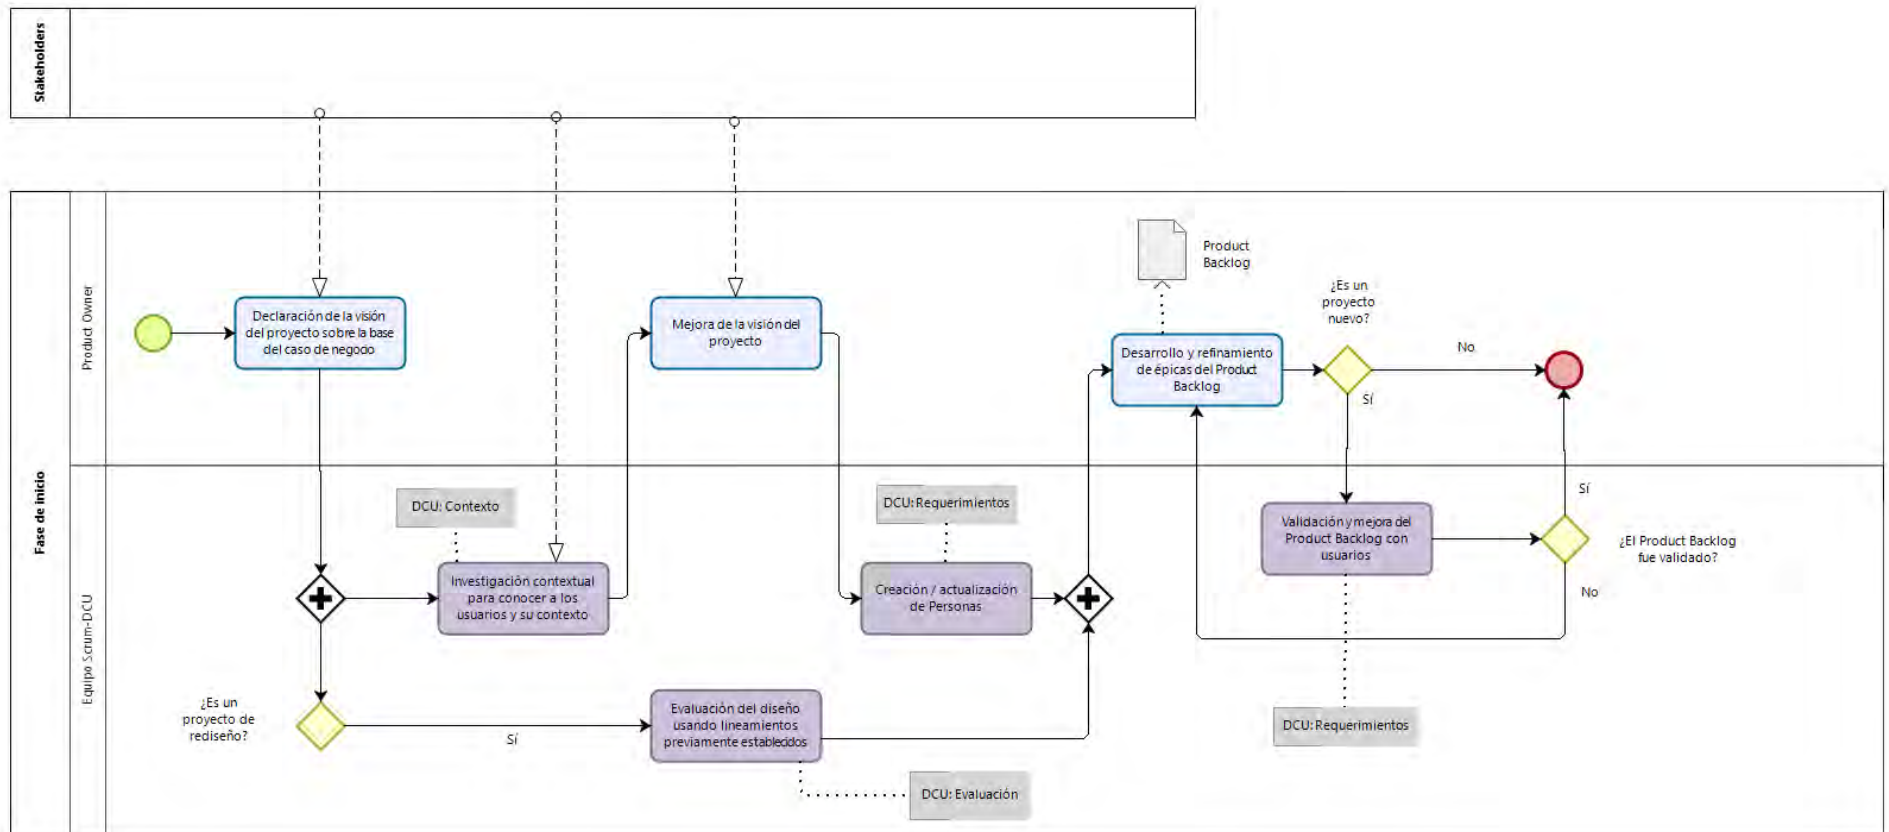 Stakeholders
Fase de inicio
Product Owner
Declaración de la visión
del proyecto sobre la base
del caso de negocio
Mejora de la visión del
proyecto
Product
Backlog
Desarrollo y refinamiento
de épicas del Product
Backlog
¿Es un
proyecto
nuevo?
No
Sí
Equipo Scrum-DCU
DCU: Contexto
Investigación contextual
para conocer a los
usuarios y su contexto
DCU: Requerimientos
Creación / actualización
de Personas
Validación y mejora del
Product Backlog con
usuarios
Sí
¿El Product Backlog
fue validado?
No
¿Es un
proyecto de
rediseño?
Sí
Evaluación del diseño
usando lineamientos
previamente establecidos
DCU: Evaluación
DCU: Requerimientos